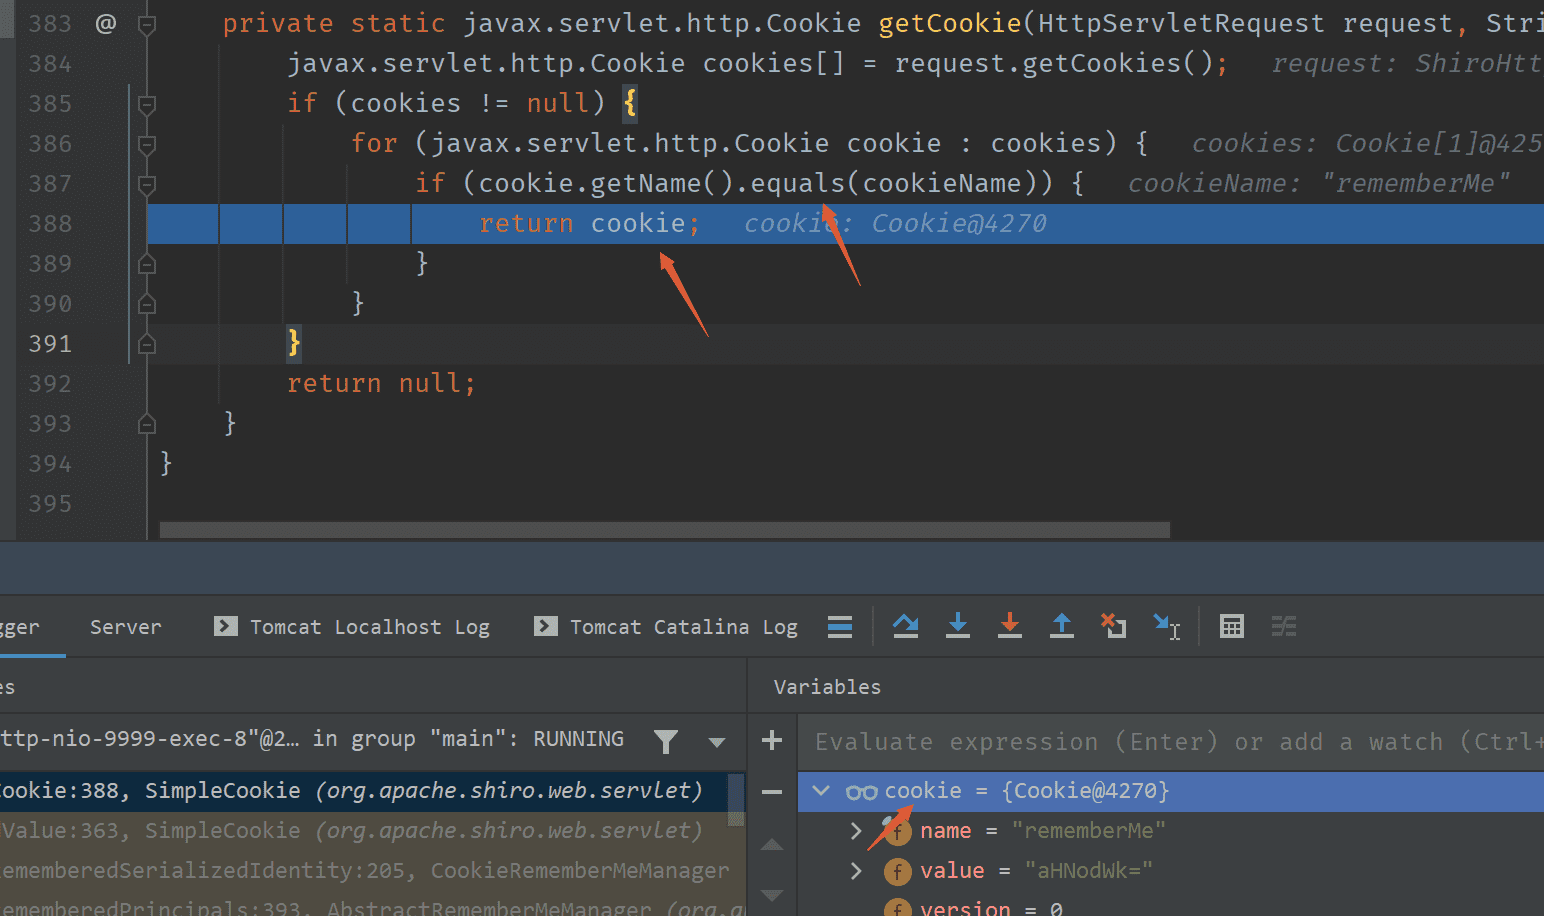 383 @ private static javax.servlet.http.Cookie getCookie(HttpServletRequest request, Stri
384 javax.servlet.http.Cookie cookies[] = request.getCookies(); request: ShiroHtt
385 if (cookies != null) {
386 for (javax.servlet.http.Cookie cookie : cookies) { cookies: Cookie[1]@425
387 if (cookie.getName().equals(cookieName)) { cookieName: "rememberMe"
388 return cookie; cookie: Cookie@4270
389 }
390 }
391 }
392 return null;
393 }
394 }
395
gger Server Tomcat Localhost Log Tomcat Catalina Log
es Variables
ttp-nio-9999-exec-8"@2… in group "main": RUNNING
Evaluate expression (Enter) or add a watch (Ctrl+
Cookie:388, SimpleCookie (org.apache.shiro.web.servlet)
cookie = {Cookie@4270}
dValue:363, SimpleCookie (org.apache.shiro.web.servlet)
f name = "rememberMe"
ememberedSerializedIdentity:205, CookieRememberMeManager
f value = "aHNodWk="
ememberedPrincipals:393, AbstractRememberMeManager (org.a
f version = 0